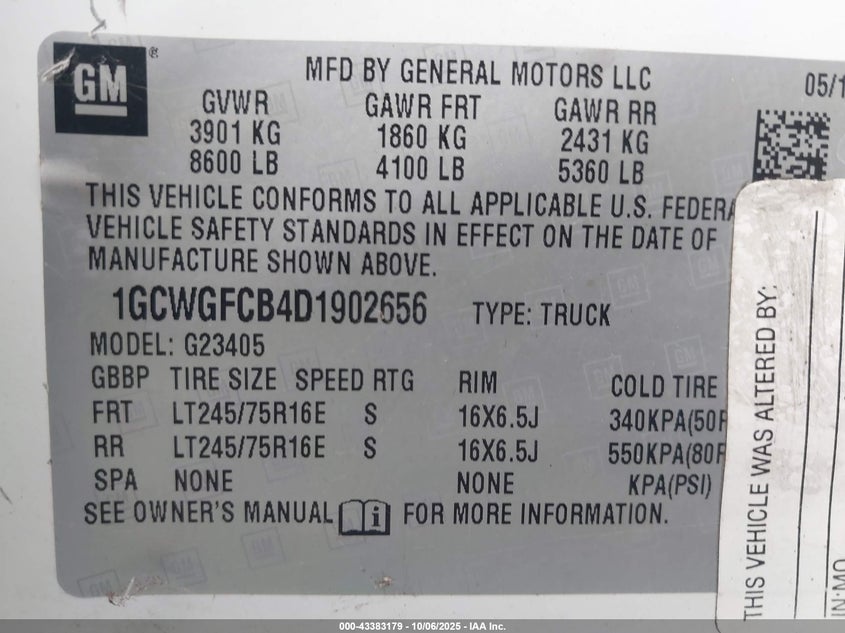 GM ®
MFD BY GENERAL MOTORS LLC
05/1
GVWR GAWR FRT GAWR RR
3901 KG 1860 KG 2431 KG
8600 LB 4100 LB 5360 LB
THIS VEHICLE CONFORMS TO ALL APPLICABLE U.S. FEDERA
VEHICLE SAFETY STANDARDS IN EFFECT ON THE DATE OF
MANUFACTURE SHOWN ABOVE.
1GCWGFCB4D1902656 TYPE: TRUCK
MODEL: G23405
GBBP TIRE SIZE SPEED RTG RIM COLD TIRE
FRT LT245/75R16E S 16X6.5J 340KPA(50P
RR LT245/75R16E S 16X6.5J 550KPA(80P
SPA NONE NONE KPA(PSI)
SEE OWNER'S MANUAL i FOR MORE INFORMATION.
THIS VEHICLE WAS ALTERED BY:
IN:MO
000-43383179 - 10/06/2025 - IAA Inc.